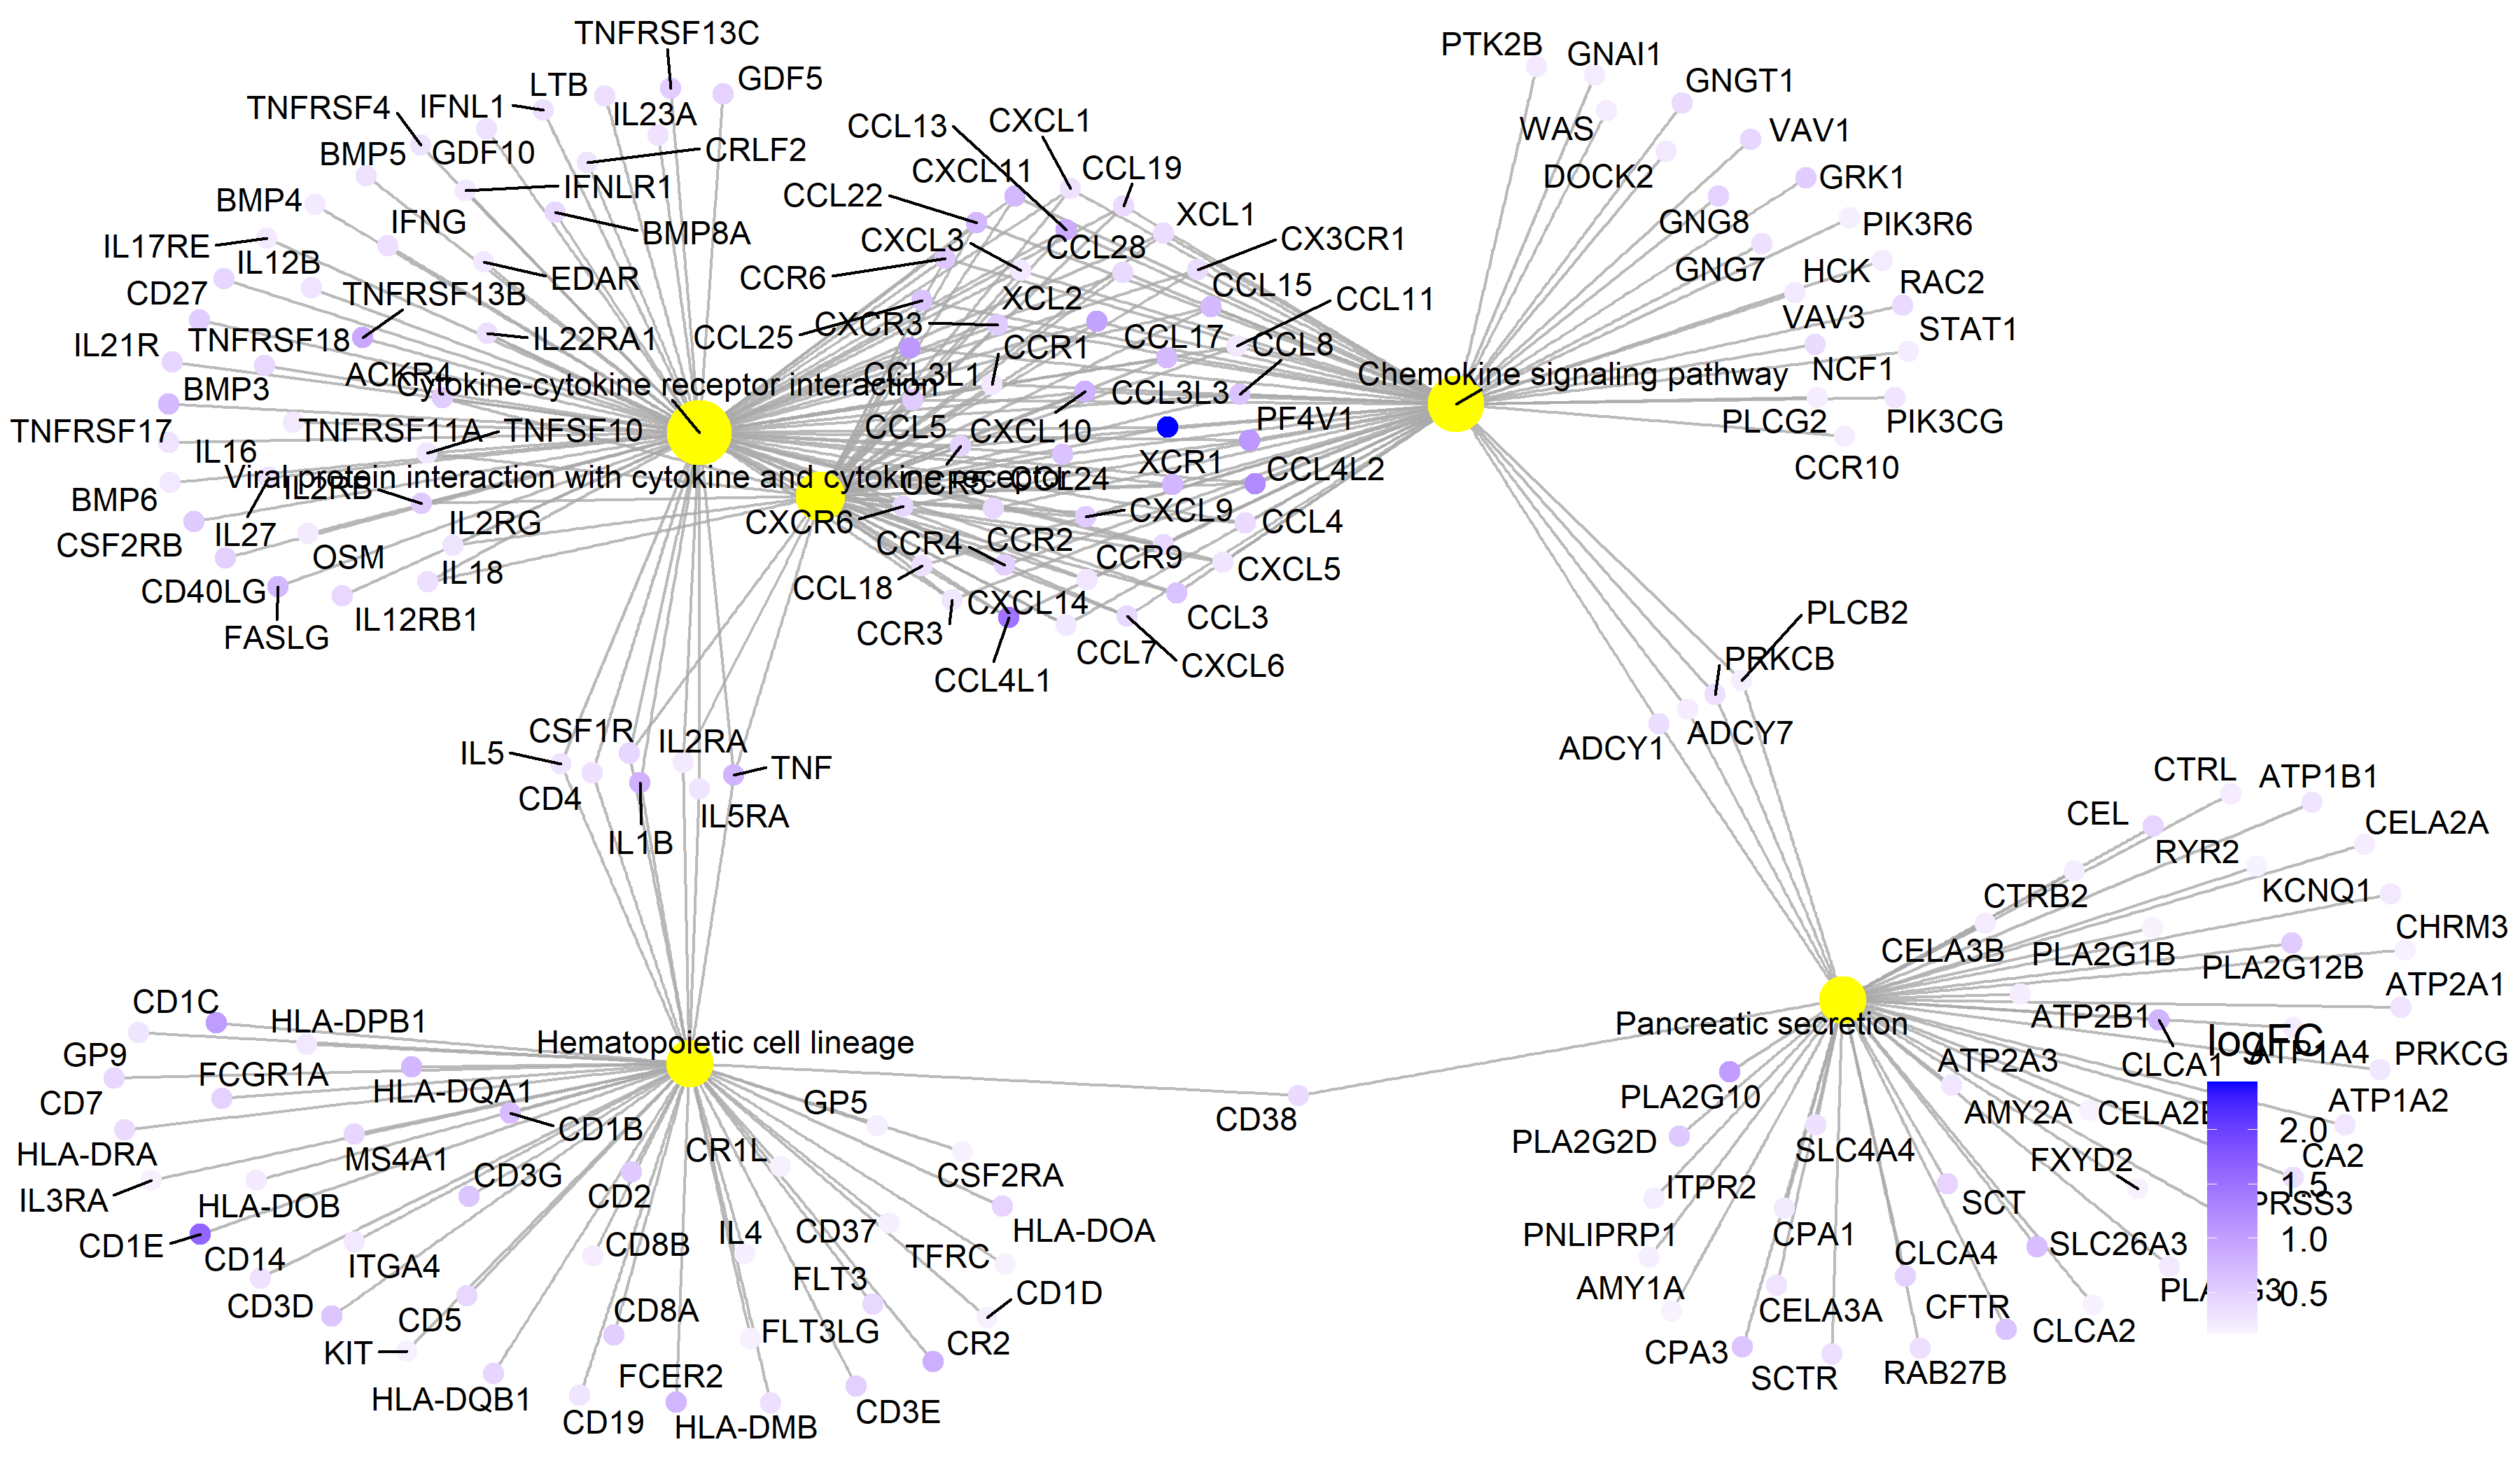 TNFRSF13C
PTK2B
GNAI1
LTB
GDF5
GNGT1
TNFRSF4
IFNL1
IL23A
CCL13
CXCL1
WAS
VAV1
BMP5
GDF10
CRLF2
CXCL11
CCL19
DOCK2
GRK1
BMP4
IFNLR1
CCL22
IFNG
XCL1
GNG8
PIK3R6
IL17RE
BMP8A
CXCL3
CCL28
CX3CR1
IL12B
EDAR
CCR6
GNG7
HCK
RAC2
CD27
TNFRSF13B
XCL2
CCL15
CCL11
IL21R
TNFRSF18
IL22RA1
CCL25
CXCR3
CCL17
CCL8
VAV3
STAT1
BMP3
ACKR4
CCR1
NCF1
Cytokine-cytokine receptor interaction
CCL3L1
CCL3L3
Chemokine signaling pathway
TNFRSF17
TNFRSF11A
TNFSF10
CCL5
CXCL10
PF4V1
PLCG2
PIK3CG
IL16
XCR1
CCL4L2
CCR10
Viral protein interaction with cytokine and cytokine receptor
BMP6
IL2RB
CCR5
CCL24
CSF2RB
IL27
IL2RG
CXCR6
CXCL9
CCL4
OSM
CCR4
CCR2
CCR9
CXCL5
CD40LG
IL18
CCL18
CXCL14
CCL3
FASLG
IL12RB1
CCR3
CCL7
CXCL6
CCL4L1
PLCB2
PRKCB
IL5
CSF1R
IL2RA
TNF
ADCY1
ADCY7
CD4
IL1B
IL5RA
CTRL
ATP1B1
CEL
CELA2A
RYR2
CTRB2
KCNQ1
CELA3B
PLA2G1B
CHRM3
PLA2G12B
CD1C
HLA-DPB1
Hematopoietic cell lineage
Pancreatic secretion
ATP2B1
ATP2A1
GP9
FCGR1A
logFC
CLCA1
ATP1A4
PRKCG
CD7
HLA-DQA1
GP5
CD38
PLA2G10
ATP2A3
ATP1A2
HLA-DRA
MS4A1
CD1B
CR1L
PLA2G2D
SLC4A4
AMY2A
2.0
IL3RA
HLA-DOB
CD3G
CD2
CSF2RA
ITPR2
SCT
FXYD2
CA2
1.5
CD1E
CD14
ITGA4
CD8B
IL4
CD37
TFRC
HLA-DOA
PNLIPRP1
CPA1
CLCA4
SLC26A3
PRSS3
1.0
CD3D
CD5
CD8A
FLT3
CD1D
AMY1A
CELA3A
CFTR
CLCA2
0.5
KIT
FLT3LG
CR2
CPA3
SCTR
RAB27B
HLA-DQB1
FCER2
CD19
HLA-DMB
CD3E